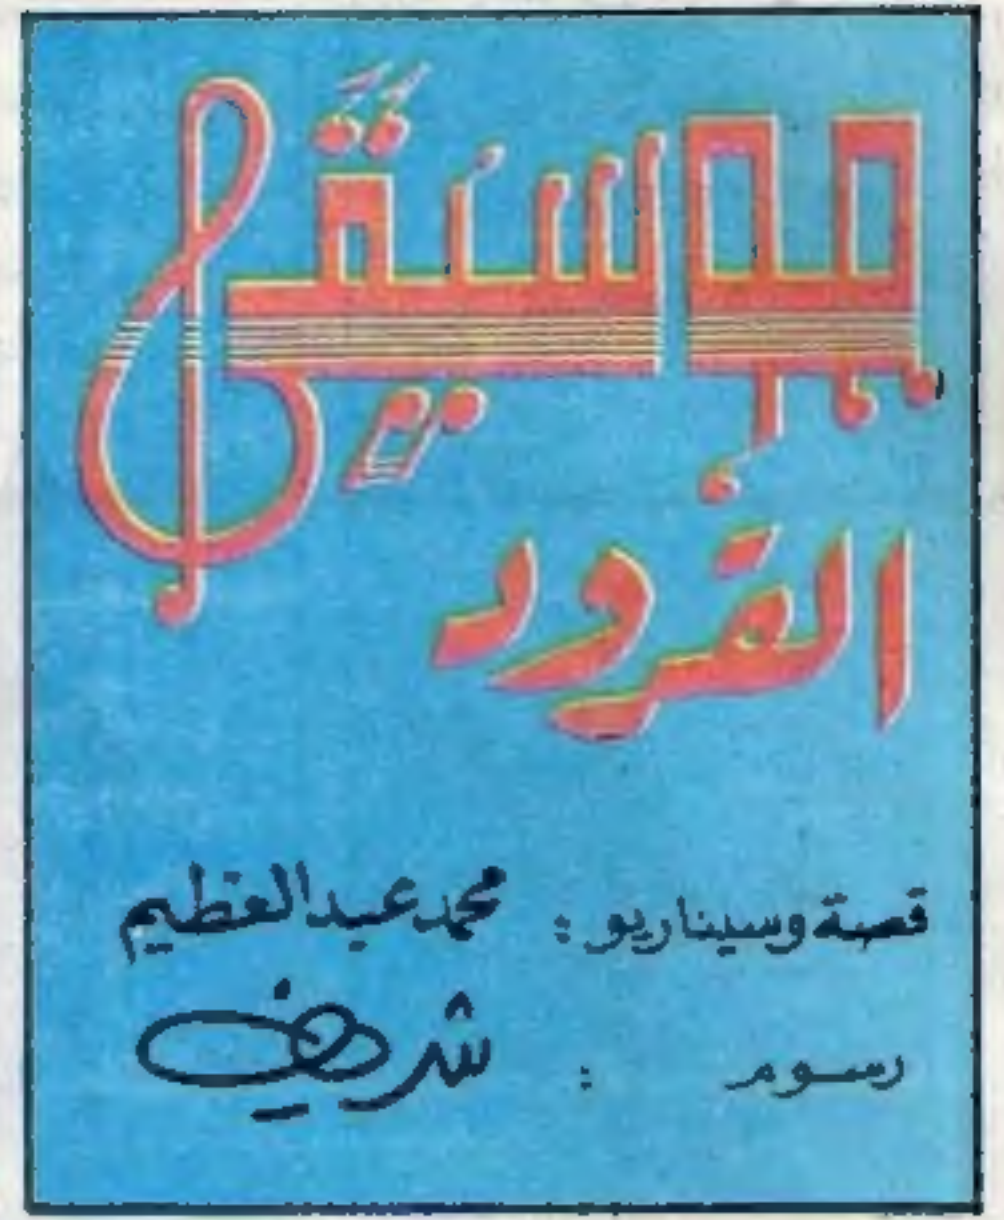 موسيقى
القرود
قصة وسيناريو : محمد عبد العظيم
رسوم : شريف